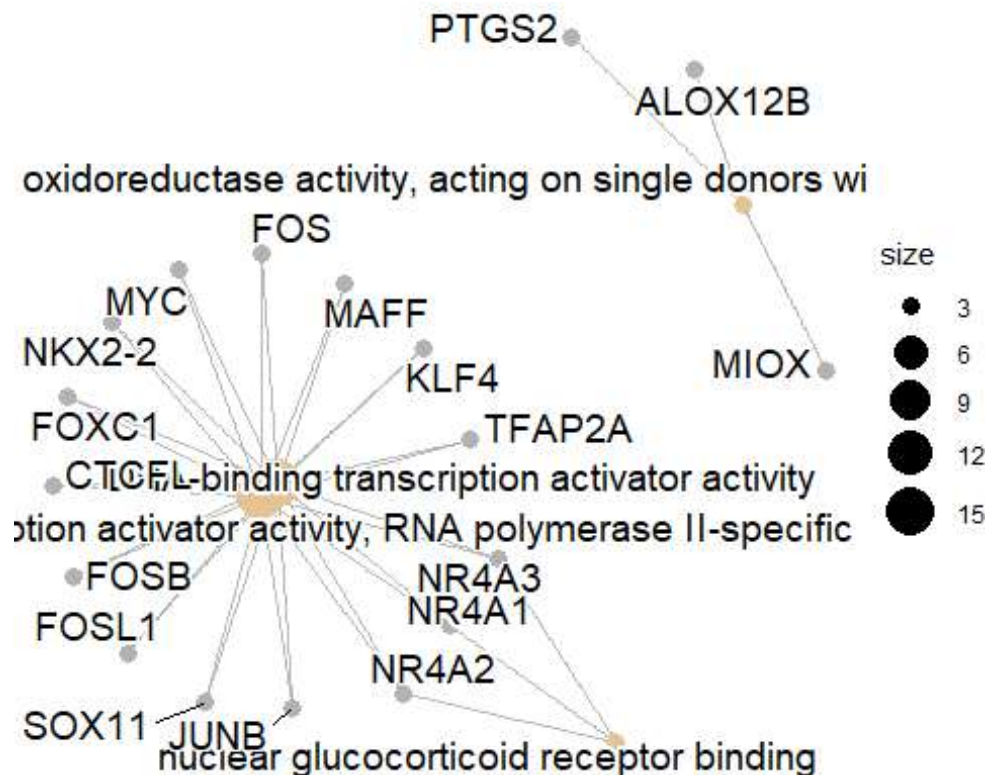 PTGS2
ALOX12B
oxidoreductase activity, acting on single donors wi
FOS
size
MYC
MAFF
3
NKX2-2
KLF4
MIOX
6
9
FOXC1
TFAP2A
12
CTCFL
-binding transcription activator activity
15
ption activator activity, RNA polymerase II-specific
FOSB
NR4A3
NR4A1
FOSL1
NR4A2
SOX11
JUNB
nuclear glucocorticoid receptor binding